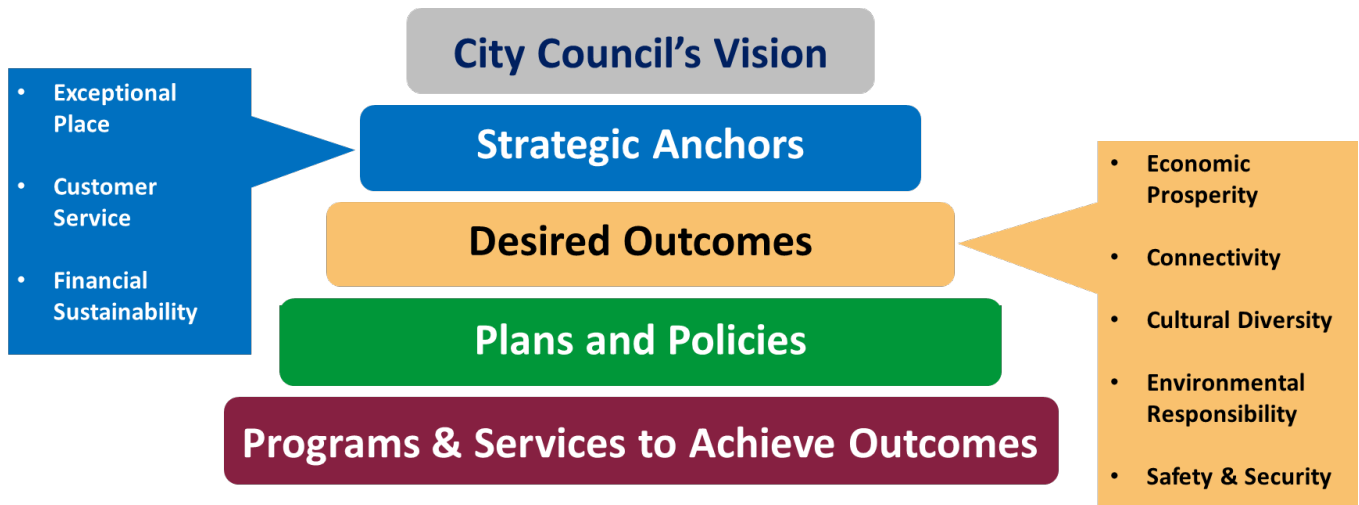 City Council’s Vision
Strategic Anchors
Desired Outcomes
Plans and Policies
Programs & Services to Achieve Outcomes
• Exceptional
Place
• Customer
Service
• Financial
Sustainability
• Economic
Prosperity
• Connectivity
• Cultural Diversity
• Environmental
Responsibility
• Safety & Security